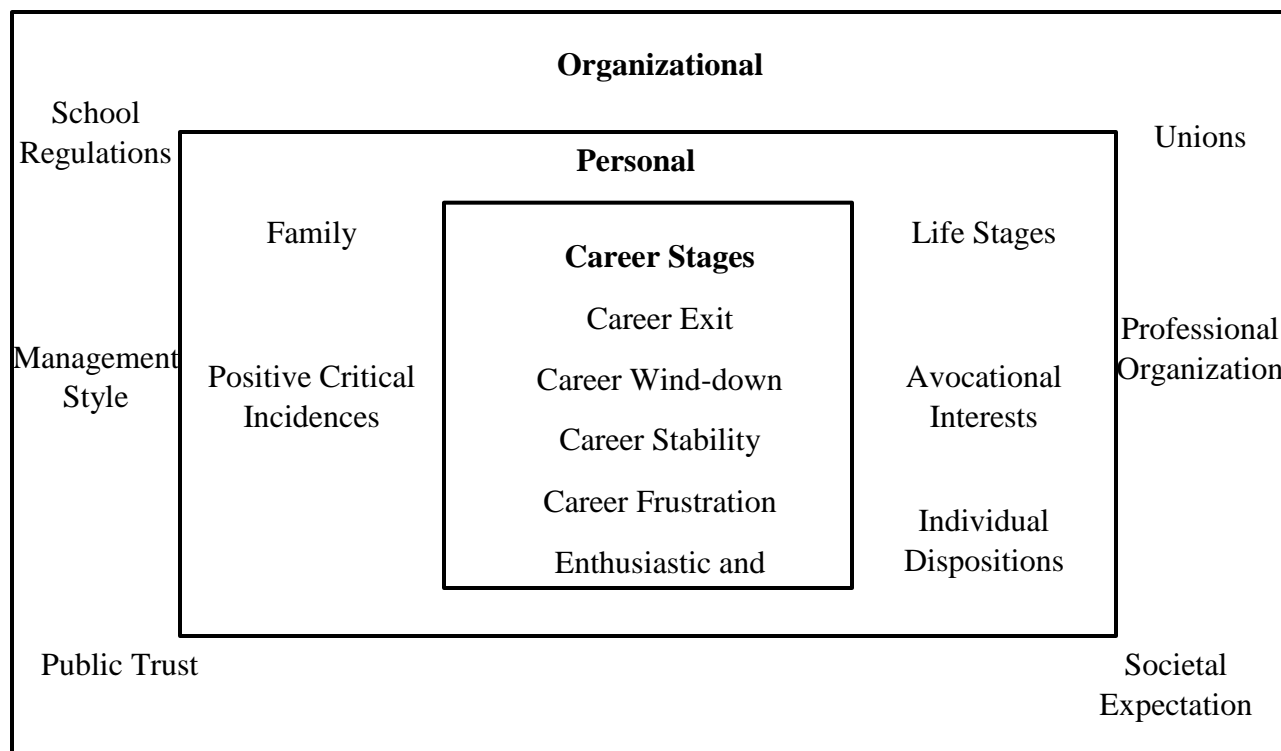 Organizational
School
Regulations
Unions
Personal
Family
Life Stages
Career Stages
Career Exit
Management
Style
Positive Critical
Incidences
Career Wind-down
Avocational
Interests
Professional
Organization
Career Stability
Career Frustration
Individual
Dispositions
Enthusiastic and
Public Trust
Societal
Expectation